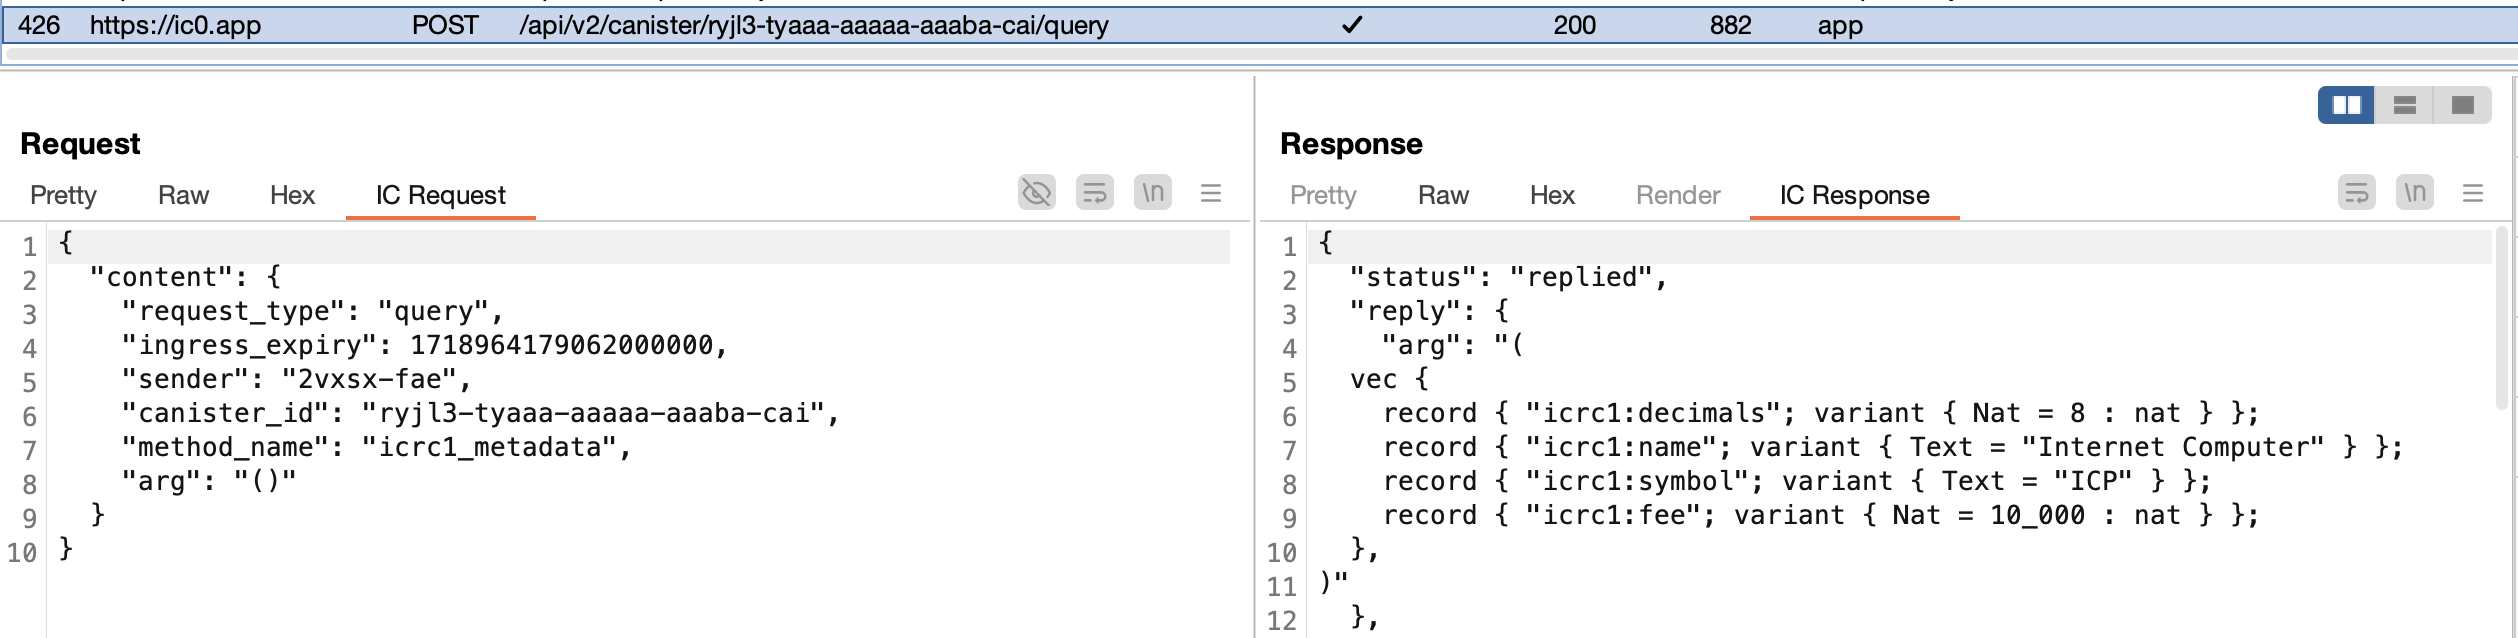 426 https://ic0.app POST /api/v2/canister/ryjl3-tyaaa-aaaaa-aaaba-cai/query ✓ 200 882 app
Request
Pretty Raw Hex IC Request \n
1 {
2 "content": {
3 "request_type": "query",
4 "ingress_expiry": 1718964179062000000,
5 "sender": "2vxsx-fae",
6 "canister_id": "ryjl3-tyaaa-aaaaa-aaaba-cai",
7 "method_name": "icrc1_metadata",
8 "arg": "()"
9 }
10 }
Response
Pretty Raw Hex Render IC Response \n
1 {
2 "status": "replied",
3 "reply": {
4 "arg": "(
5 vec {
6 record { "icrc1:decimals"; variant { Nat = 8 : nat } };
7 record { "icrc1:name"; variant { Text = "Internet Computer" } };
8 record { "icrc1:symbol"; variant { Text = "ICP" } };
9 record { "icrc1:fee"; variant { Nat = 10_000 : nat } };
10 },
11 )"
12 },